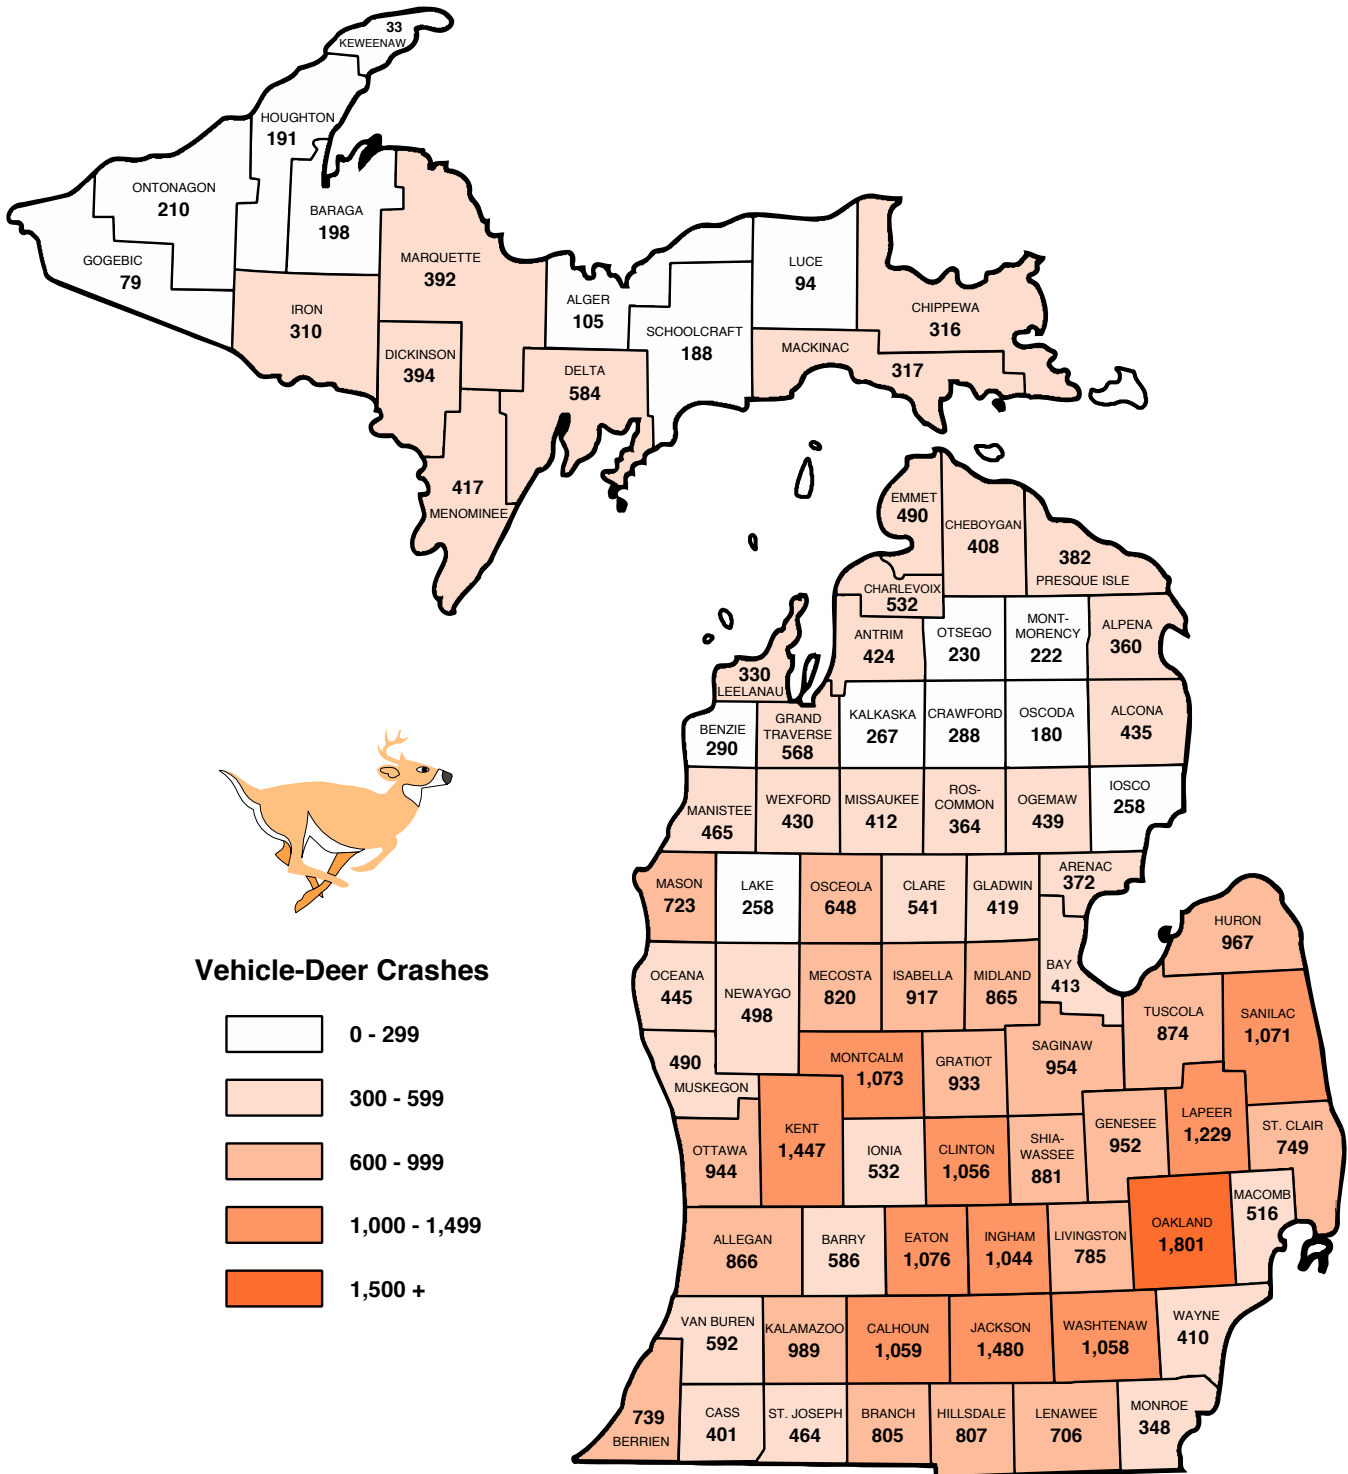 33
KEWEENAW
HOUGHTON
191
ONTONAGON
210
BARAGA
198
GOGEBIC
79
MARQUETTE
392
IRON
310
DICKINSON
394
ALGER
105
SCHOOLCRAFT
188
LUCE
94
CHIPPEWA
316
MACKINAC
317
DELTA
584
417
MENOMINEE
EMMET
490
CHEBOYGAN
408
382
PRESQUE ISLE
CHARLEVOIX
532
ANTRIM
424
OTSEGO
230
MONT-
MORENCY
222
ALPENA
360
330
LEELANAU
BENZIE
290
GRAND
TRAVERSE
568
KALKASKA
267
CRAWFORD
288
OSCODA
180
ALCONA
435
MANISTEE
465
WEXFORD
430
MISSAUKEE
412
ROS-
COMMON
364
OGEMAW
439
IOSCO
258
MASON
723
LAKE
258
OSCEOLA
648
CLARE
541
GLADWIN
419
ARENAC
372
HURON
967
OCEANA
445
NEWAYGO
498
MECOSTA
820
ISABELLA
917
MIDLAND
865
BAY
413
TUSCOLA
874
SANILAC
1,071
490
MUSKEGON
MONTCALM
1,073
GRATIOT
933
SAGINAW
954
OTTAWA
944
KENT
1,447
IONIA
532
CLINTON
1,056
SHIA-
WASSEE
881
GENESEE
952
LAPEER
1,229
ST. CLAIR
749
ALLEGAN
866
BARRY
586
EATON
1,076
INGHAM
1,044
LIVINGSTON
785
OAKLAND
1,801
MACOMB
516
VAN BUREN
592
KALAMAZOO
989
CALHOUN
1,059
JACKSON
1,480
WASHTENAW
1,058
WAYNE
410
739
BERRIEN
CASS
401
ST. JOSEPH
464
BRANCH
805
HILLSDALE
807
LENAWEE
706
MONROE
348
Vehicle-Deer Crashes
0 - 299
300 - 599
600 - 999
1,000 - 1,499
1,500 +